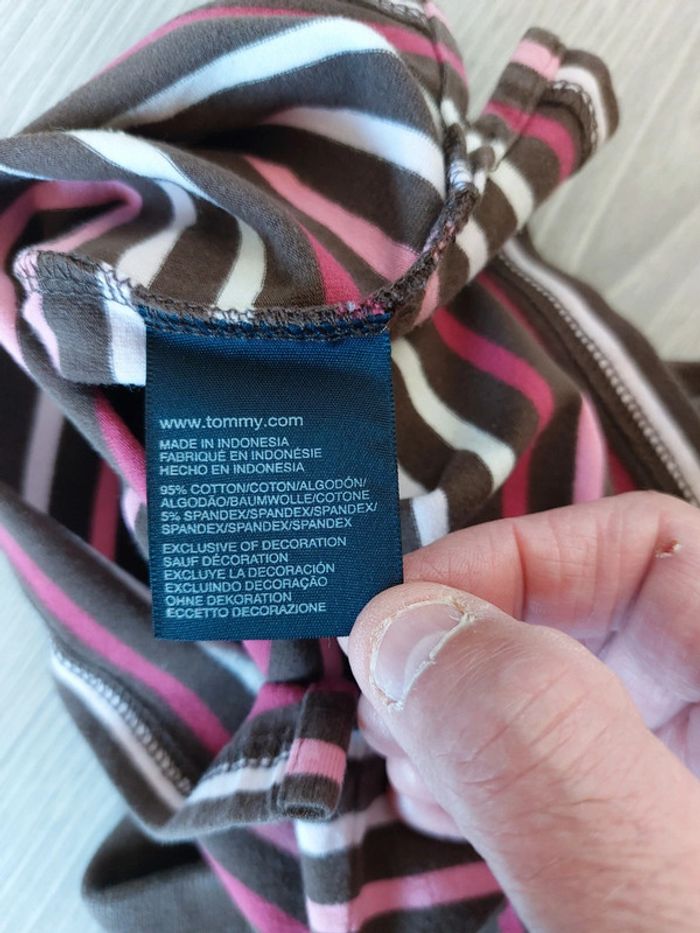 www.tommy.com
MADE IN INDONESIA
FABRIQUÉ EN INDONÉSIE
HECHO EN INDONESIA
95% COTTON/COTON/ALGODÓN/
ALGODÃO/BAUMWOLLE/COTONE
5% SPANDEX/SPANDEX/SPANDEX/
SPANDEX/SPANDEX/SPANDEX
EXCLUSIVE OF DECORATION
SAUF DÉCORATION
EXCLUYE LA DECORACIÓN
EXCLUINDO DECORAÇÃO
OHNE DEKORATION
ECCETTO DECORAZIONE